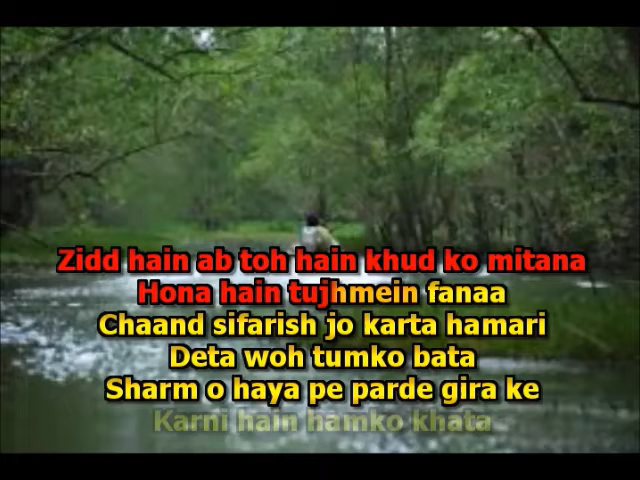 Zidd hain ab toh hain khud ko mitana
Hona hain tujhmein fanaa
Chaand sifarish jo karta hamari
Deta woh tumko bata
Sharm o haya pe parde gira ke
Karni hain hamko khata